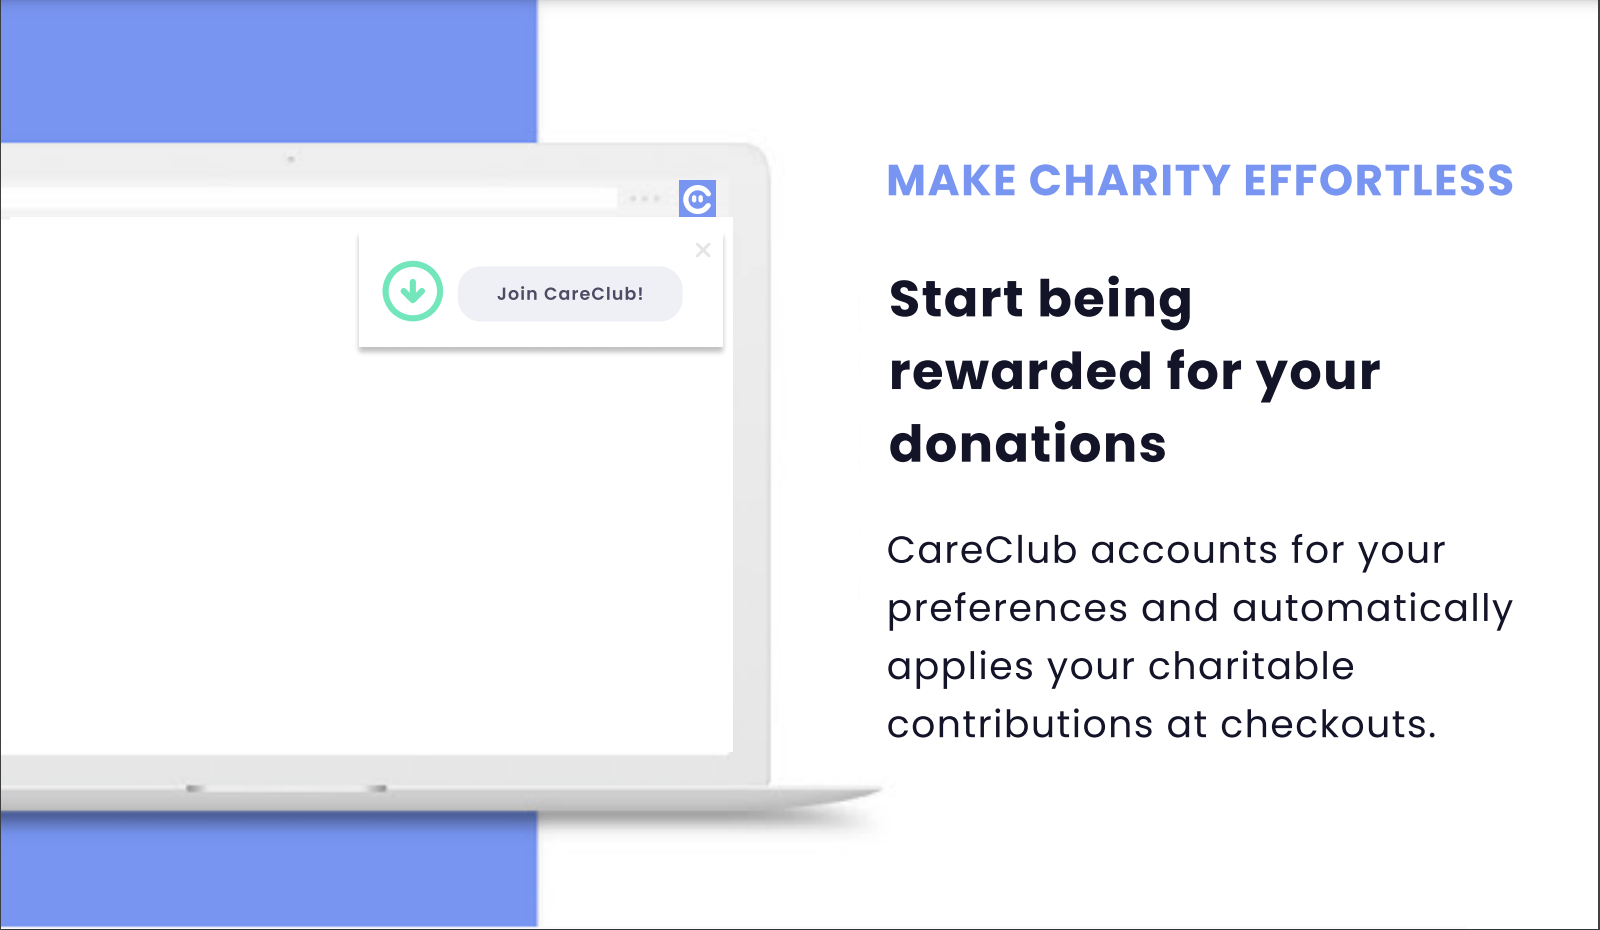 MAKE CHARITY EFFORTLESS
Join CareClub!
Start being
rewarded for your
donations
CareClub accounts for your
preferences and automatically
applies your charitable
contributions at checkouts.